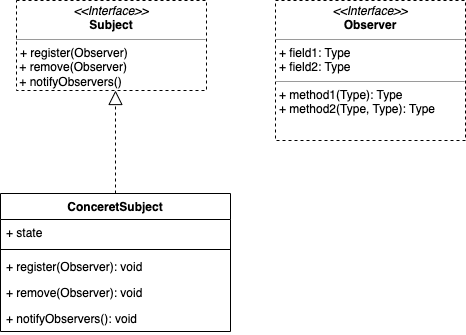 <<Interface>>
Subject
+ register(Observer)
+ remove(Observer)
+ notifyObservers()
<<Interface>>
Observer
+ field1: Type
+ field2: Type
+ method1(Type): Type
+ method2(Type, Type): Type
ConceretSubject
+ state
+ register(Observer): void
+ remove(Observer): void
+ notifyObservers(): void